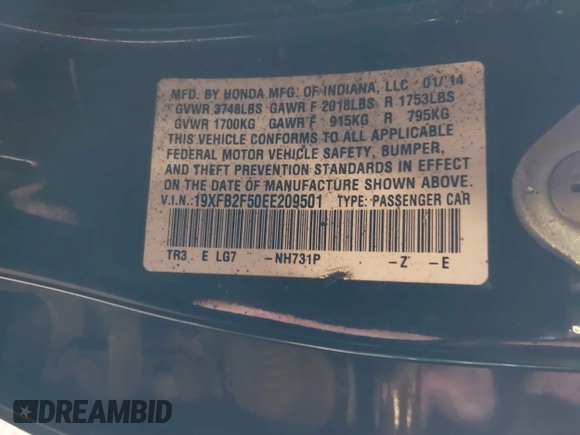 MFD. BY HONDA MFG. OF INDIANA, LLC 01/14
GVWR 3748LBS GAWR F 2018LBS R 1753LBS
GVWR 1700KG GAWR F 915KG R 795KG
THIS VEHICLE CONFORMS TO ALL APPLICABLE
FEDERAL MOTOR VEHICLE SAFETY, BUMPER,
AND THEFT PREVENTION STANDARDS IN EFFECT
ON THE DATE OF MANUFACTURE SHOWN ABOVE.
V.I.N.: 19XFB2F50EE209501 TYPE: PASSENGER CAR
TR3 E LG7 -NH731P -Z -E
DREAMBID